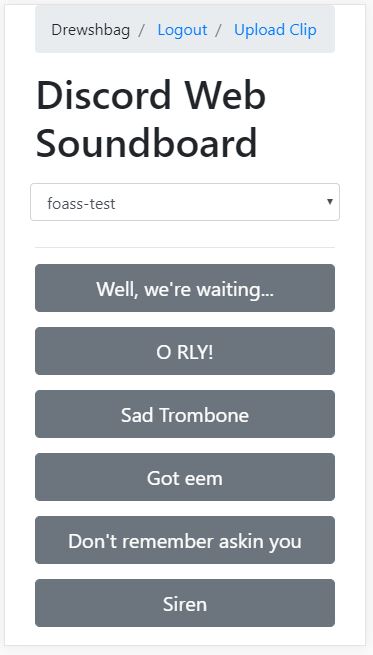 Drewshbag / Logout / Upload Clip
Discord Web
Soundboard
foass-test
Well, we're waiting...
O RLY!
Sad Trombone
Got eem
Don't remember askin you
Siren